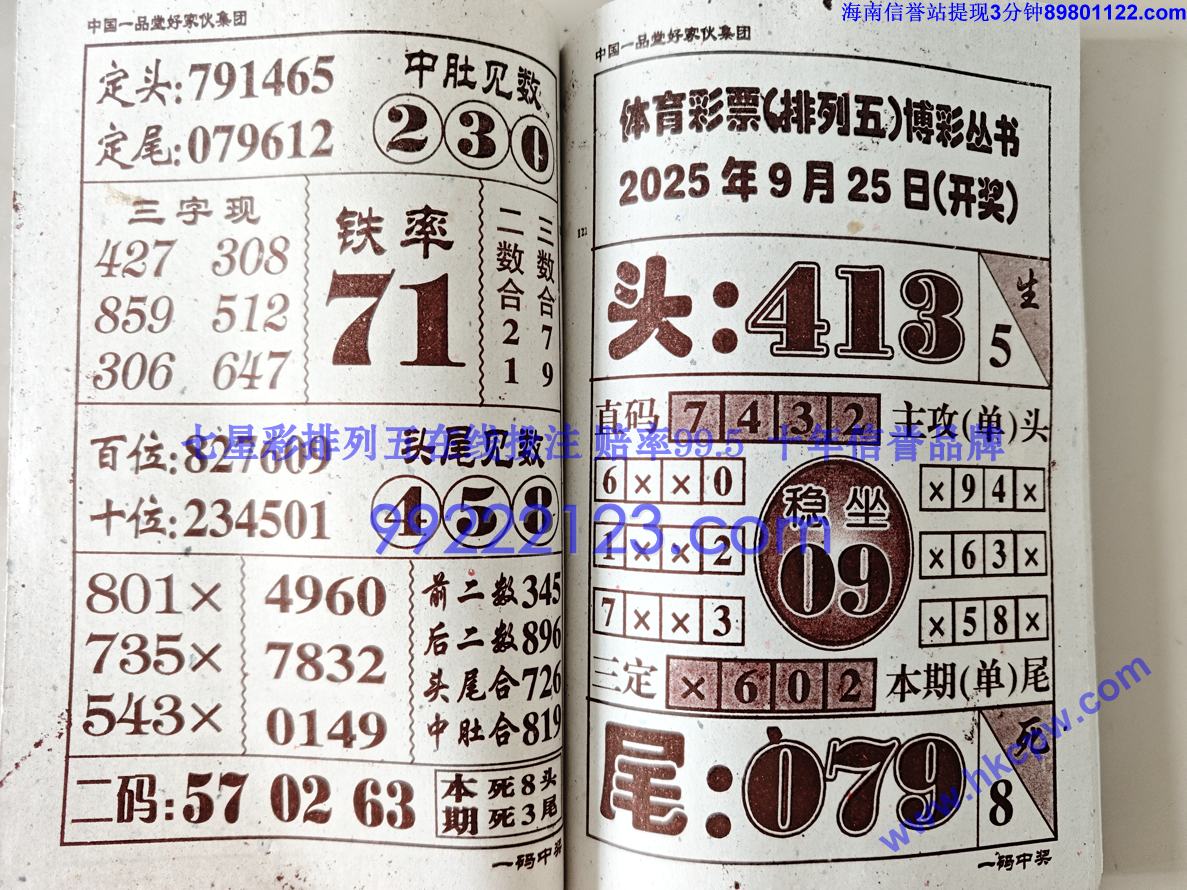 海南信誉站提现3分钟89801122.com
中国一品堂好家伙集团
定头:791465
定尾:079612
中肚见数
230
三字现
427 308
859 512
306 647
铁率
71
二数合21
三数合79
百位:827609
十位:234501
头尾见数
458
七星彩排列五在线投注 赔率99.5 十年信誉品牌
99222123.com
801×
735×
543×
4960
7832
0149
前二数345
后二数896
头尾合726
中肚合819
二码:57 02 63
本期
死8头
死3尾
一码中奖
中国一品堂好家伙集团
体育彩票(排列五)博彩丛书
2025年9月25日(开奖)
121
头:413
生
5
直码 7432 主攻(单)头
6××0
1××2
7××3
稳坐
09
×94×
×63×
×58×
三定 ×602 本期(单)尾
尾:079
死
8
www.hkcpw.com
一码中奖